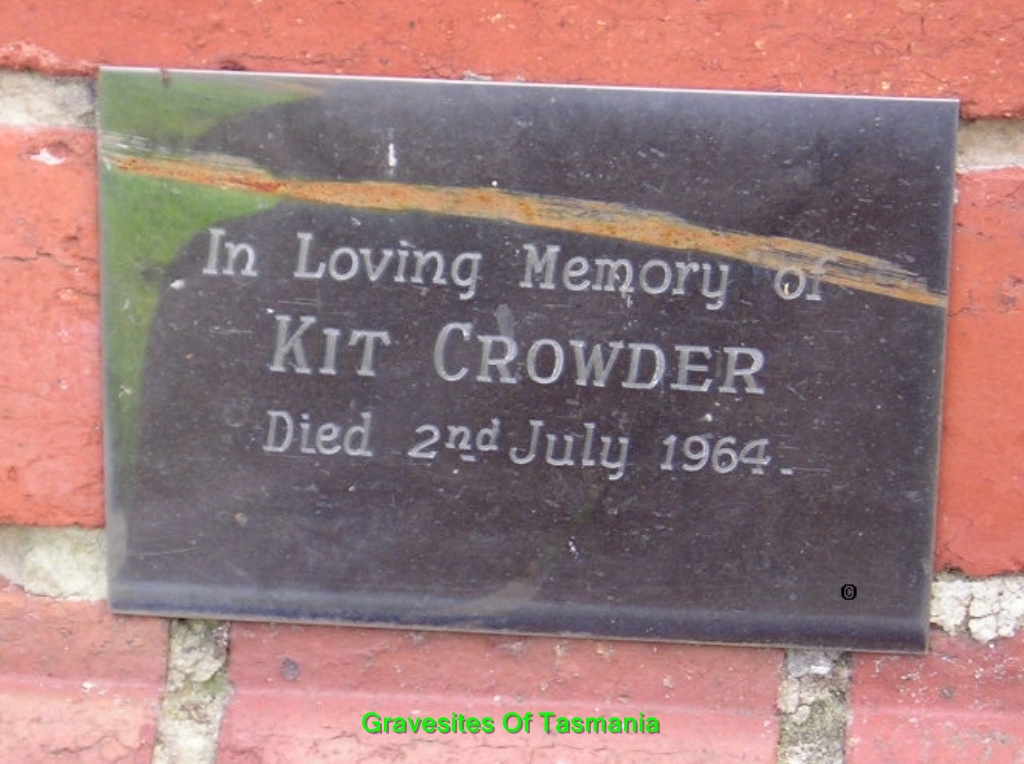 In Loving Memory of
KIT CROWDER
Died 2nd July 1964.
©
Gravesites Of Tasmania